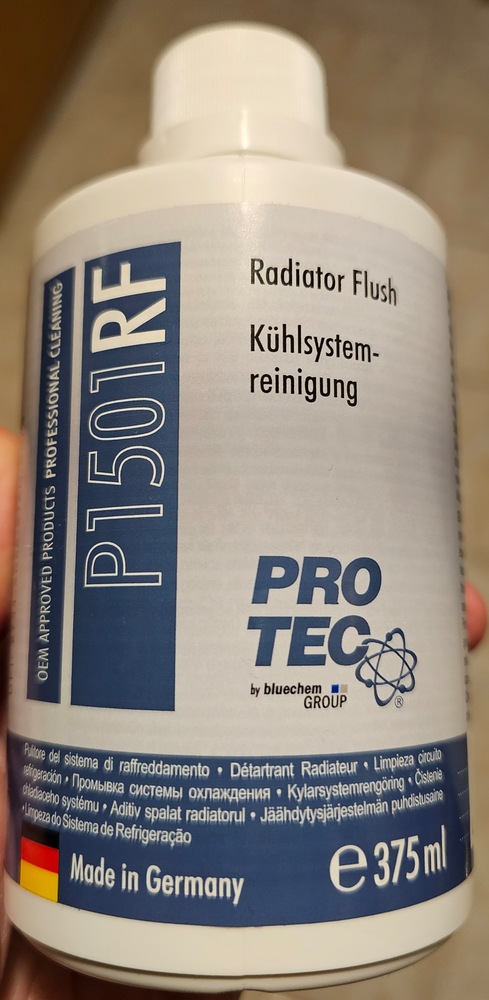 OEM APPROVED PRODUCTS PROFESSIONAL CLEANING
P1501RF
Radiator Flush
Kühlsystem-
reinigung
PRO
TEC
by bluechem
GROUP
®
Pulitore del sistema di raffreddamento • Détartrant Radiateur • Limpieza circuito
refrigeración • Промывка системы охлаждения • Kylarsystemrengöring • Čistenie
chladiaceho systému • Aditiv spalat radiatorul • Jäähdytysjärjestelmän puhdistusaine
• Limpeza do Sistema de Refrigeração
Made in Germany
℮ 375 ml